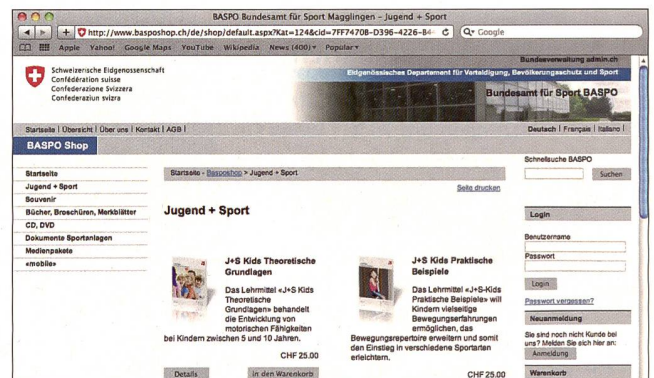 BASPO Bundesamt für Sport Magglingen – Jugend + Sport
http://www.basposhop.ch/de/shop/default.aspx?Kat=124&cid=7FF7470B-D396-4226-B4
Google
Apple Yahoo! Google Maps YouTube Wikipedia News (400) Popular
Bundesverwaltung admin.ch
Schweizerische Eidgenossenschaft
Confédération suisse
Confederazione Svizzera
Confederaziun svizra
Eidgenössisches Departement für Verteidigung, Bevölkerungsschutz und Sport
Bundesamt für Sport BASPO
Startseite | Übersicht | Über uns | Kontakt | AGB |
Deutsch | Français | Italiano |
BASPO Shop
Startseite
Jugend + Sport
Souvenir
Bücher, Broschüren, Merkblätter
CD, DVD
Dokumente Sportanlagen
Medienpakete
«mobile»
Startseite - Basposhop > Jugend + Sport
Seite drucken
Jugend + Sport
J+S Kids Theoretische
Grundlagen
Das Lehrmittel «J+S Kids
Theoretische
Grundlagen» behandelt
die Entwicklung von
motorischen Fähigkeiten
bei Kindern zwischen 5 und 10 Jahren.
CHF 25.00
Details
in den Warenkorb
J+S Kids Praktische
Beispiele
Das Lehrmittel «J+S-Kids
Praktische Beispiele» will
Kindern vielseitige
Bewegungserfahrungen
ermöglichen, das
Bewegungsrepertoire erweitern und somit
den Einstieg in verschiedene Sportarten
erleichtern.
CHF 25.00
Schnellsuche BASPO
Suchen
Login
Benutzername
Passwort
Login
Passwort vergessen?
Neuanmeldung
Sie sind noch nicht Kunde bei
uns? Melden Sie sich hier an:
Anmeldung
Warenkorb